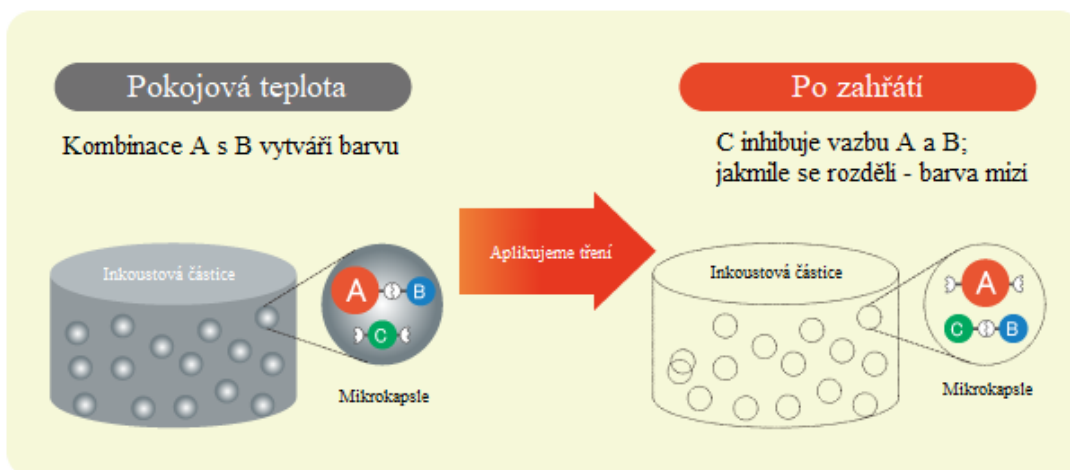 Pokojová teplota
Kombinace A s B vytváří barvu
Inkoustová částice
A
B
C
Mikrokapsle
Aplikujeme tření
Po zahřátí
C inhibuje vazbu A a B;
jakmile se rozděli - barva mizí
Inkoustová částice
A
C
B
Mikrokapsle